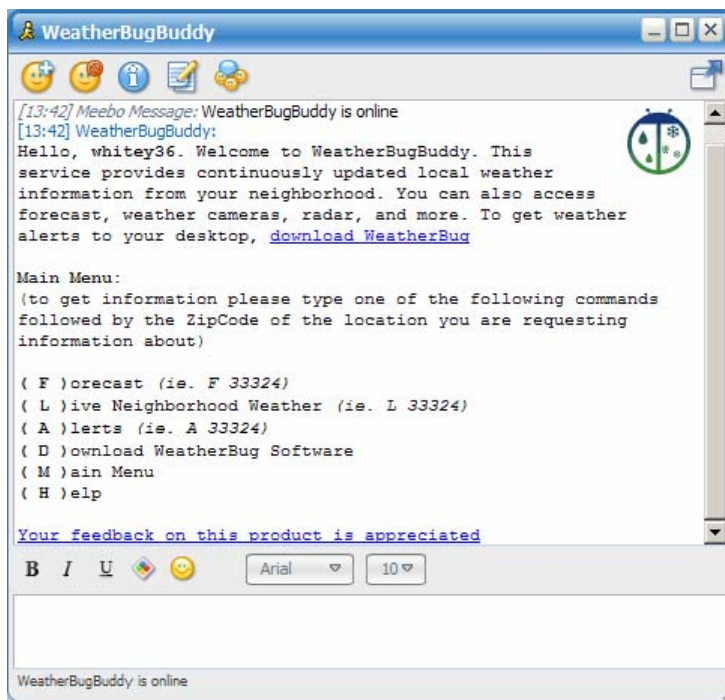 WeatherBugBuddy
[13:42] Meebo Message: WeatherBugBuddy is online
[13:42] WeatherBugBuddy:
Hello, whitey36. Welcome to WeatherBugBuddy. This
service provides continuously updated local weather
information from your neighborhood. You can also access
forecast, weather cameras, radar, and more. To get weather
alerts to your desktop, download WeatherBug
Main Menu:
(to get information please type one of the following commands
followed by the ZipCode of the location you are requesting
information about)
( F )orecast (ie. F 33324)
( L )ive Neighborhood Weather (ie. L 33324)
( A )lerts (ie. A 33324)
( D )ownload WeatherBug Software
( M )ain Menu
( H )elp
Your feedback on this product is appreciated
B I U Arial 10
WeatherBugBuddy is online